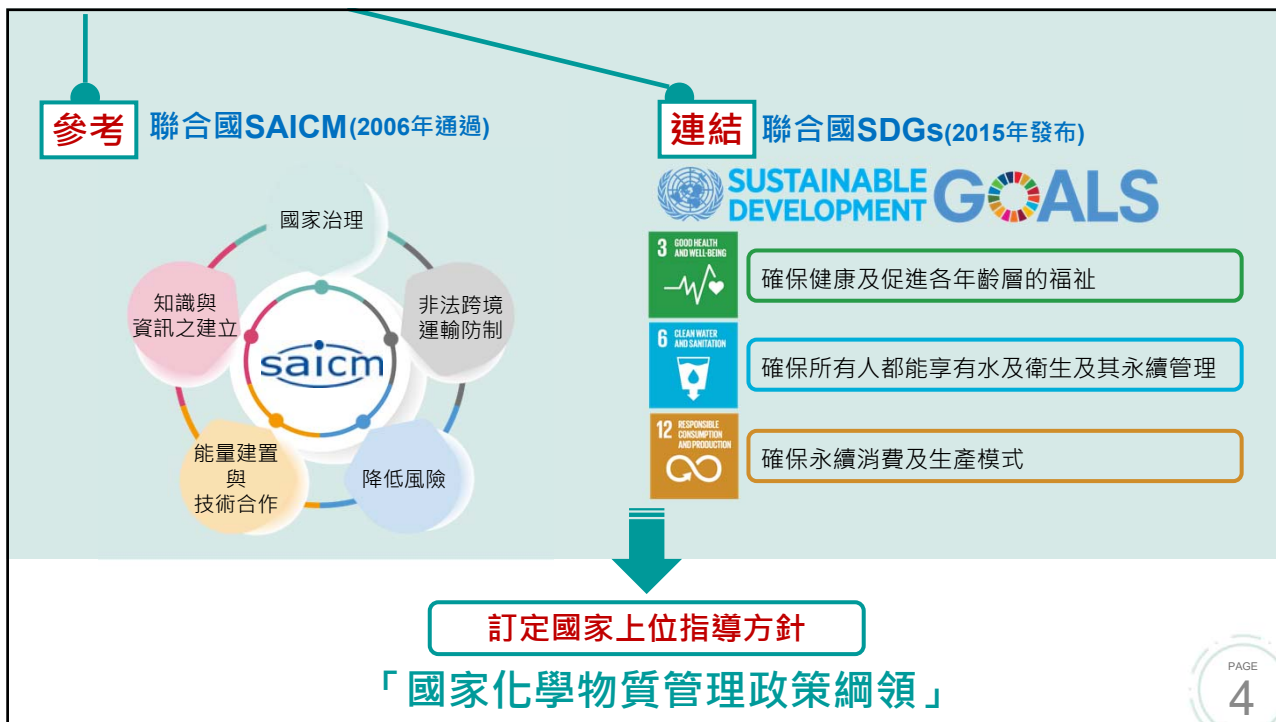 參考
聯合國SAICM(2006年通過)
國家治理
知識與
資訊之建立
非法跨境
運輸防制
saicm
能量建置
與
技術合作
降低風險
連結
聯合國SDGs(2015年發布)
SUSTAINABLE
DEVELOPMENT
GOALS
3 GOOD HEALTH
AND WELL-BEING
確保健康及促進各年齡層的福祉
6 CLEAN WATER
AND SANITATION
確保所有人都能享有水及衛生及其永續管理
12 RESPONSIBLE
CONSUMPTION
AND PRODUCTION
確保永續消費及生產模式
訂定國家上位指導方針
「國家化學物質管理政策綱領」
PAGE
4